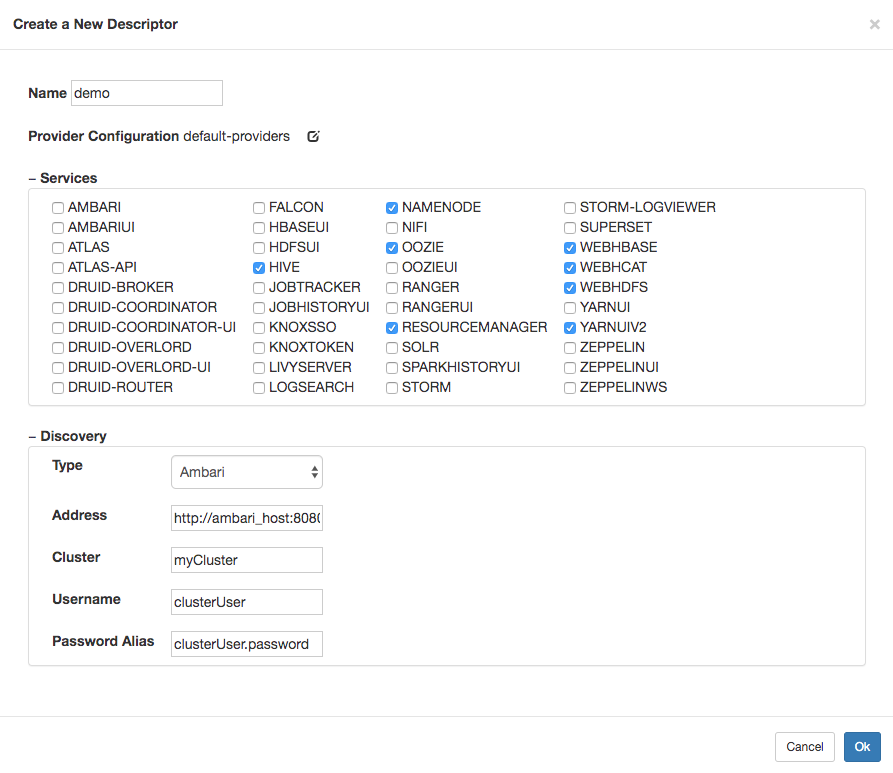 Create a New Descriptor ×
Name demo
Provider Configuration default-providers
– Services
AMBARI FALCON NAMENODE STORM-LOGVIEWER
AMBARIUI HBASEUI NIFI SUPERSET
ATLAS HDFSUI OOZIE WEBHBASE
ATLAS-API HIVE OOZIEUI WEBHCAT
DRUID-BROKER JOBTRACKER RANGER WEBHDFS
DRUID-COORDINATOR JOBHISTORYUI RANGERUI YARNUI
DRUID-COORDINATOR-UI KNOXSSO RESOURCEMANAGER YARNUIV2
DRUID-OVERLORD KNOXTOKEN SOLR ZEPPELIN
DRUID-OVERLORD-UI LIVYSERVER SPARKHISTORYUI ZEPPELINUI
DRUID-ROUTER LOGSEARCH STORM ZEPPELINWS
– Discovery
Type Ambari
Address http://ambari_host:8080
Cluster myCluster
Username clusterUser
Password Alias clusterUser.password
Cancel Ok